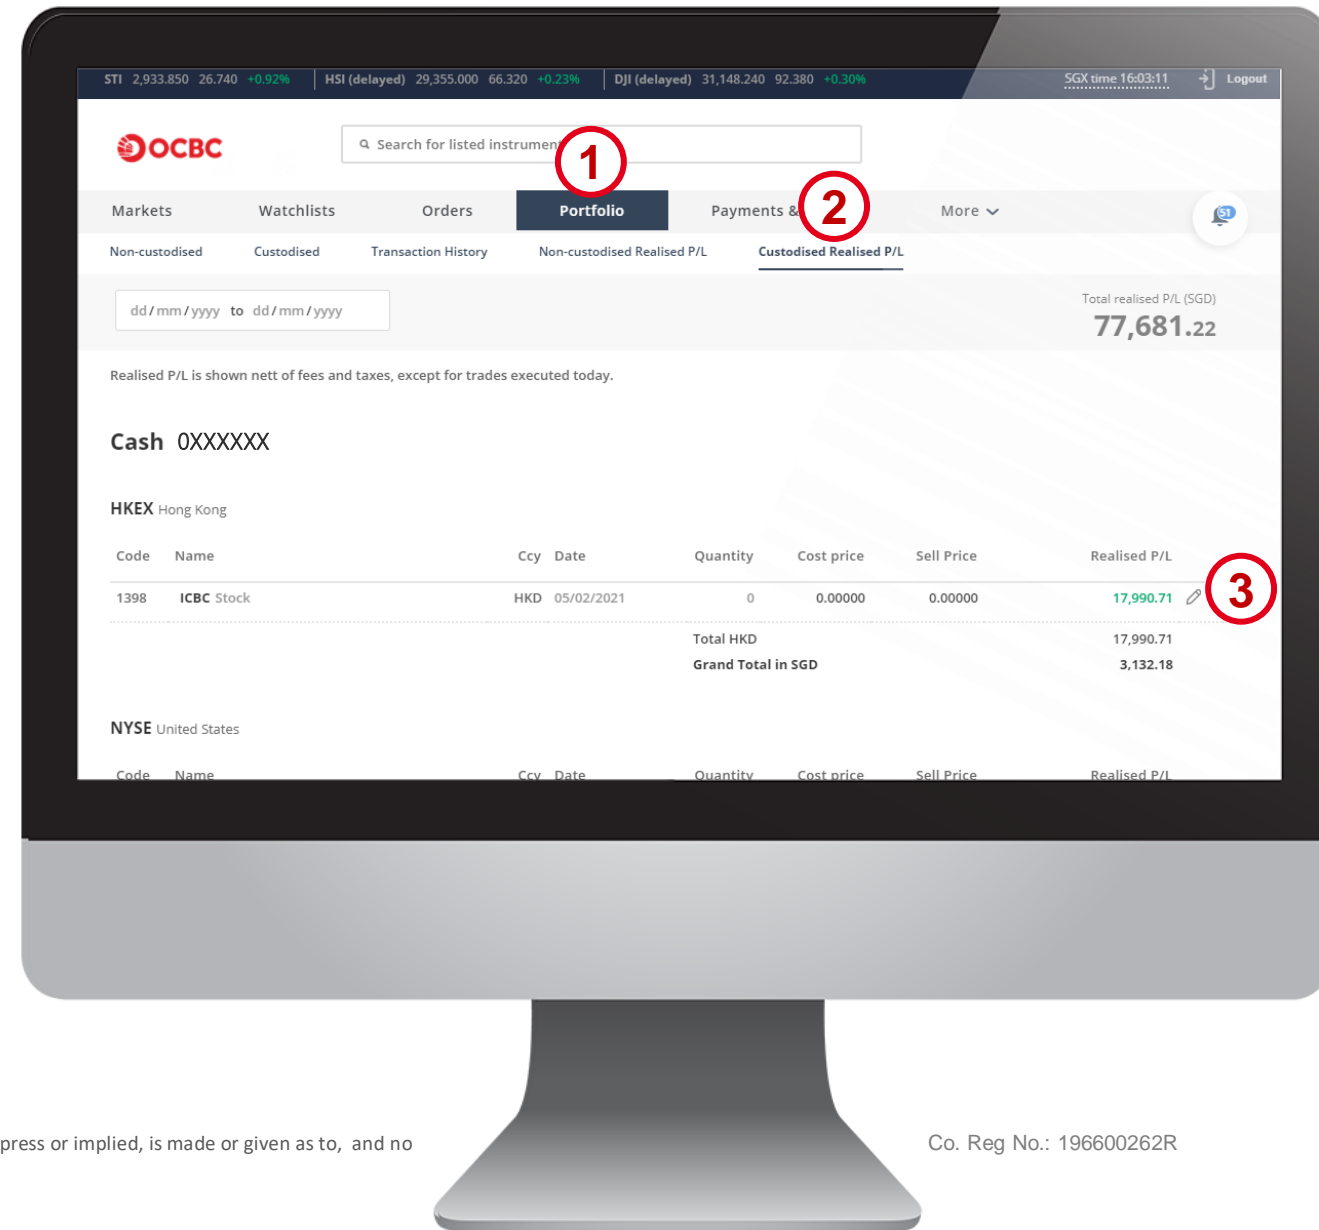 STI 2,933.850 26.740 +0.92% HSI (delayed) 29,355.000 66.320 +0.23% DJI (delayed) 31,148.240 92.380 +0.30% SGX time 16:03:11 Logout
OCBC Search for listed instrumen
1
2
Markets Watchlists Orders Portfolio Payments & More
51
Non-custodised Custodised Transaction History Non-custodised Realised P/L Custodised Realised P/L
dd/mm/yyyy to dd/mm/yyyy
Total realised P/L (SGD)
77,681.22
Realised P/L is shown nett of fees and taxes, except for trades executed today.
Cash 0XXXXXX
HKEX Hong Kong
Code Name Ccy Date Quantity Cost price Sell Price Realised P/L
1398 ICBC Stock HKD 05/02/2021 0 0.00000 0.00000 17,990.71 3
Total HKD 17,990.71
Grand Total in SGD 3,132.18
NYSE United States
Code Name Ccy Date Quantity Cost price Sell Price Realised P/L
press or implied, is made or given as to, and no
Co. Reg No.: 196600262R